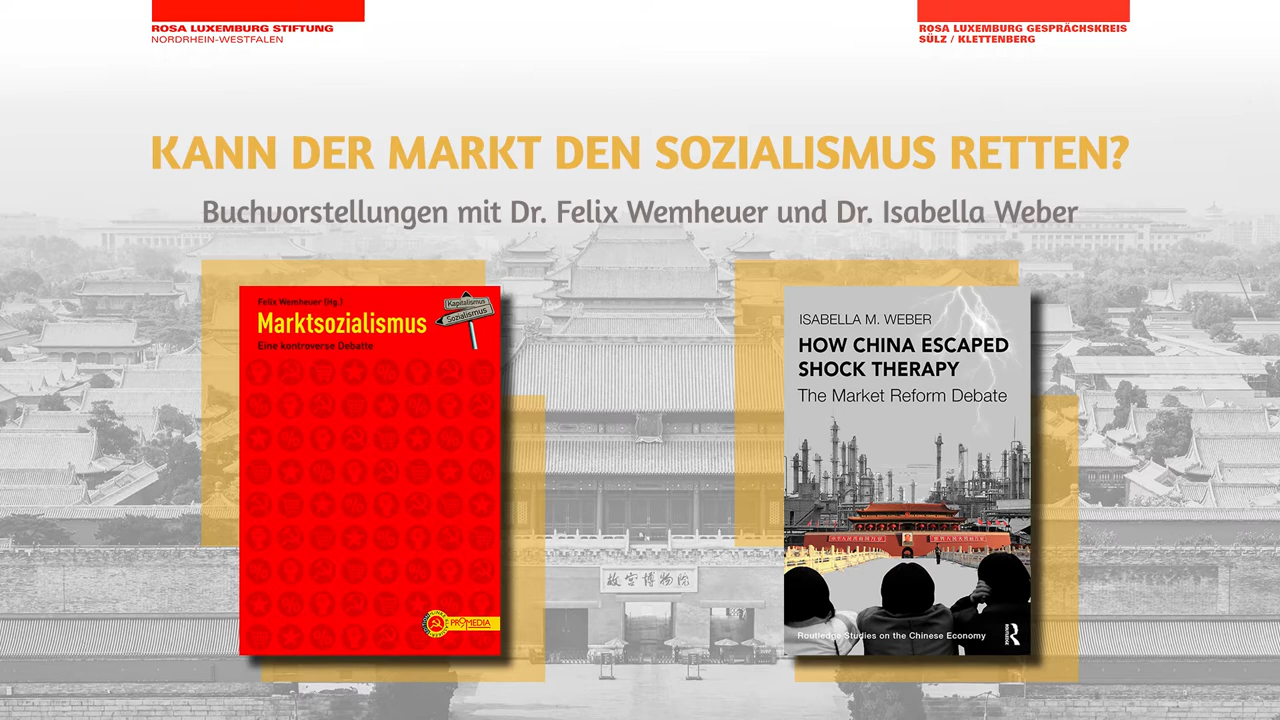 ROSA LUXEMBURG STIFTUNG
NORDRHEIN-WESTFALEN
ROSA LUXEMBURG GESPRÄCHSKREIS
SÜLZ / KLETTENBERG
KANN DER MARKT DEN SOZIALISMUS RETTEN?
Buchvorstellungen mit Dr. Felix Wemheuer und Dr. Isabella Weber
Felix Wemheuer (Hg.)
Marktsozialismus
Eine kontroverse Debatte
Kapitalismus
Sozialismus
PROMEDIA
ISABELLA M. WEBER
HOW CHINA ESCAPED
SHOCK THERAPY
The Market Reform Debate
Routledge Studies on the Chinese Economy
故宫博物院